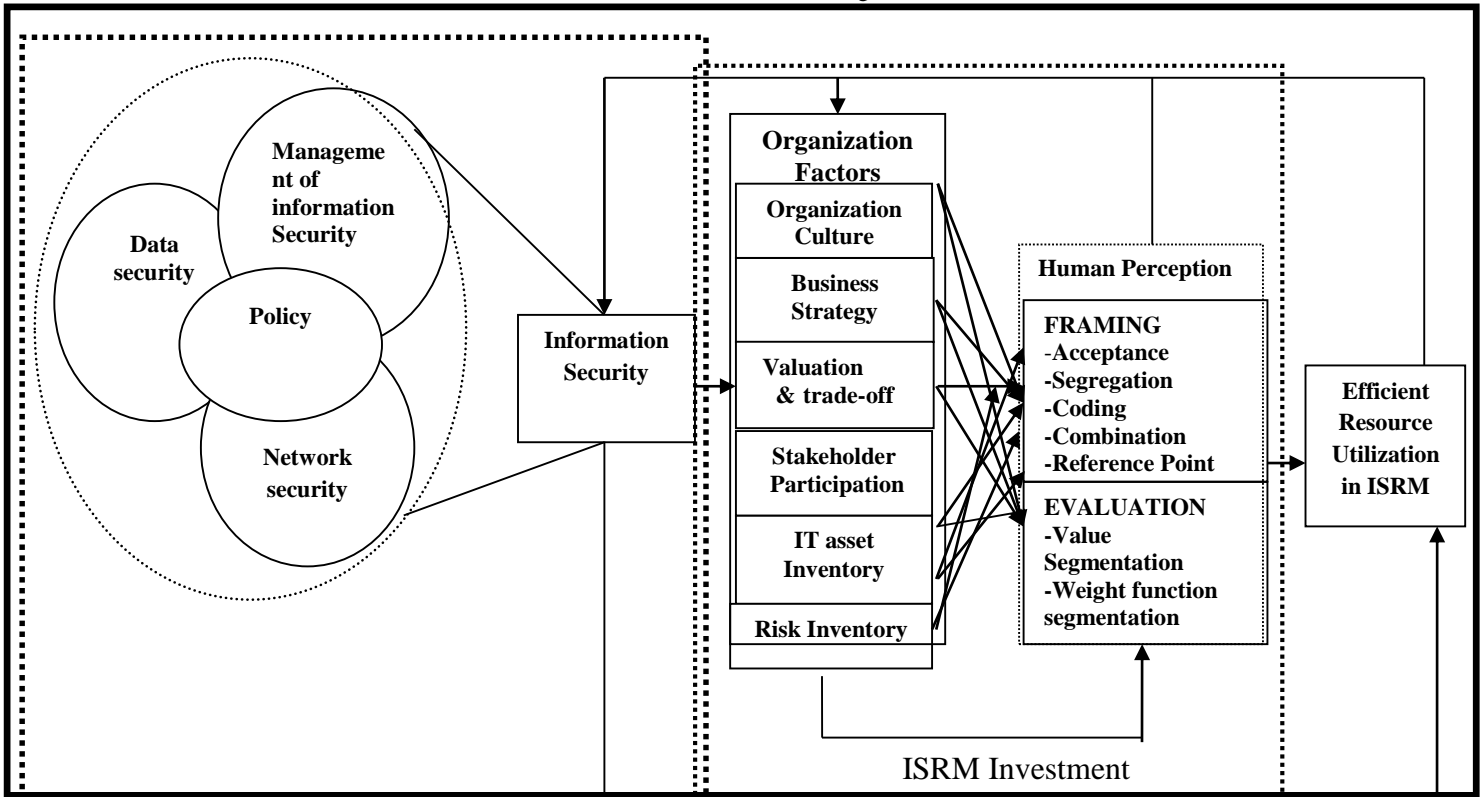 Manageme
nt of
information
Security
Data
security
Policy
Network
security
Information
Security
Organization
Factors
Organization
Culture
Business
Strategy
Valuation
& trade-off
Stakeholder
Participation
IT asset
Inventory
Risk Inventory
Human Perception
FRAMING
-Acceptance
-Segregation
-Coding
-Combination
-Reference Point
EVALUATION
-Value
Segmentation
-Weight function
segmentation
Efficient
Resource
Utilization
in ISRM
ISRM Investment